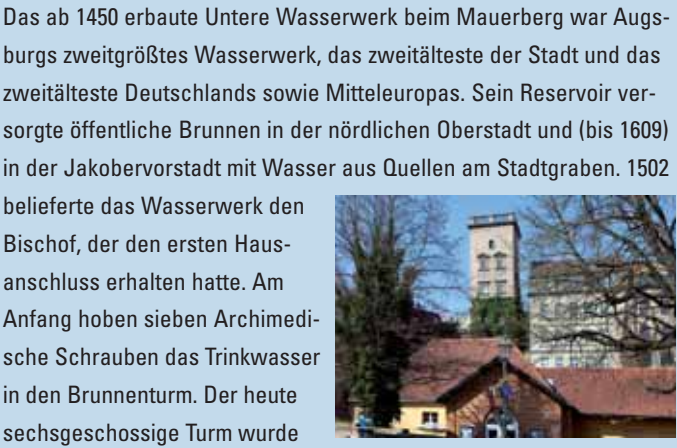 Das ab 1450 erbaute Untere Wasserwerk beim Mauerberg war Augs-
burgs zweitgrößtes Wasserwerk, das zweitälteste der Stadt und das
zweitälteste Deutschlands sowie Mitteleuropas. Sein Reservoir ver-
sorgte öffentliche Brunnen in der nördlichen Oberstadt und (bis 1609)
in der Jakobervorstadt mit Wasser aus Quellen am Stadtgraben. 1502
belieferte das Wasserwerk den
Bischof, der den ersten Haus-
anschluss erhalten hatte. Am
Anfang hoben sieben Archimedi-
sche Schrauben das Trinkwasser
in den Brunnenturm. Der heute
sechsgeschossige Turm wurde